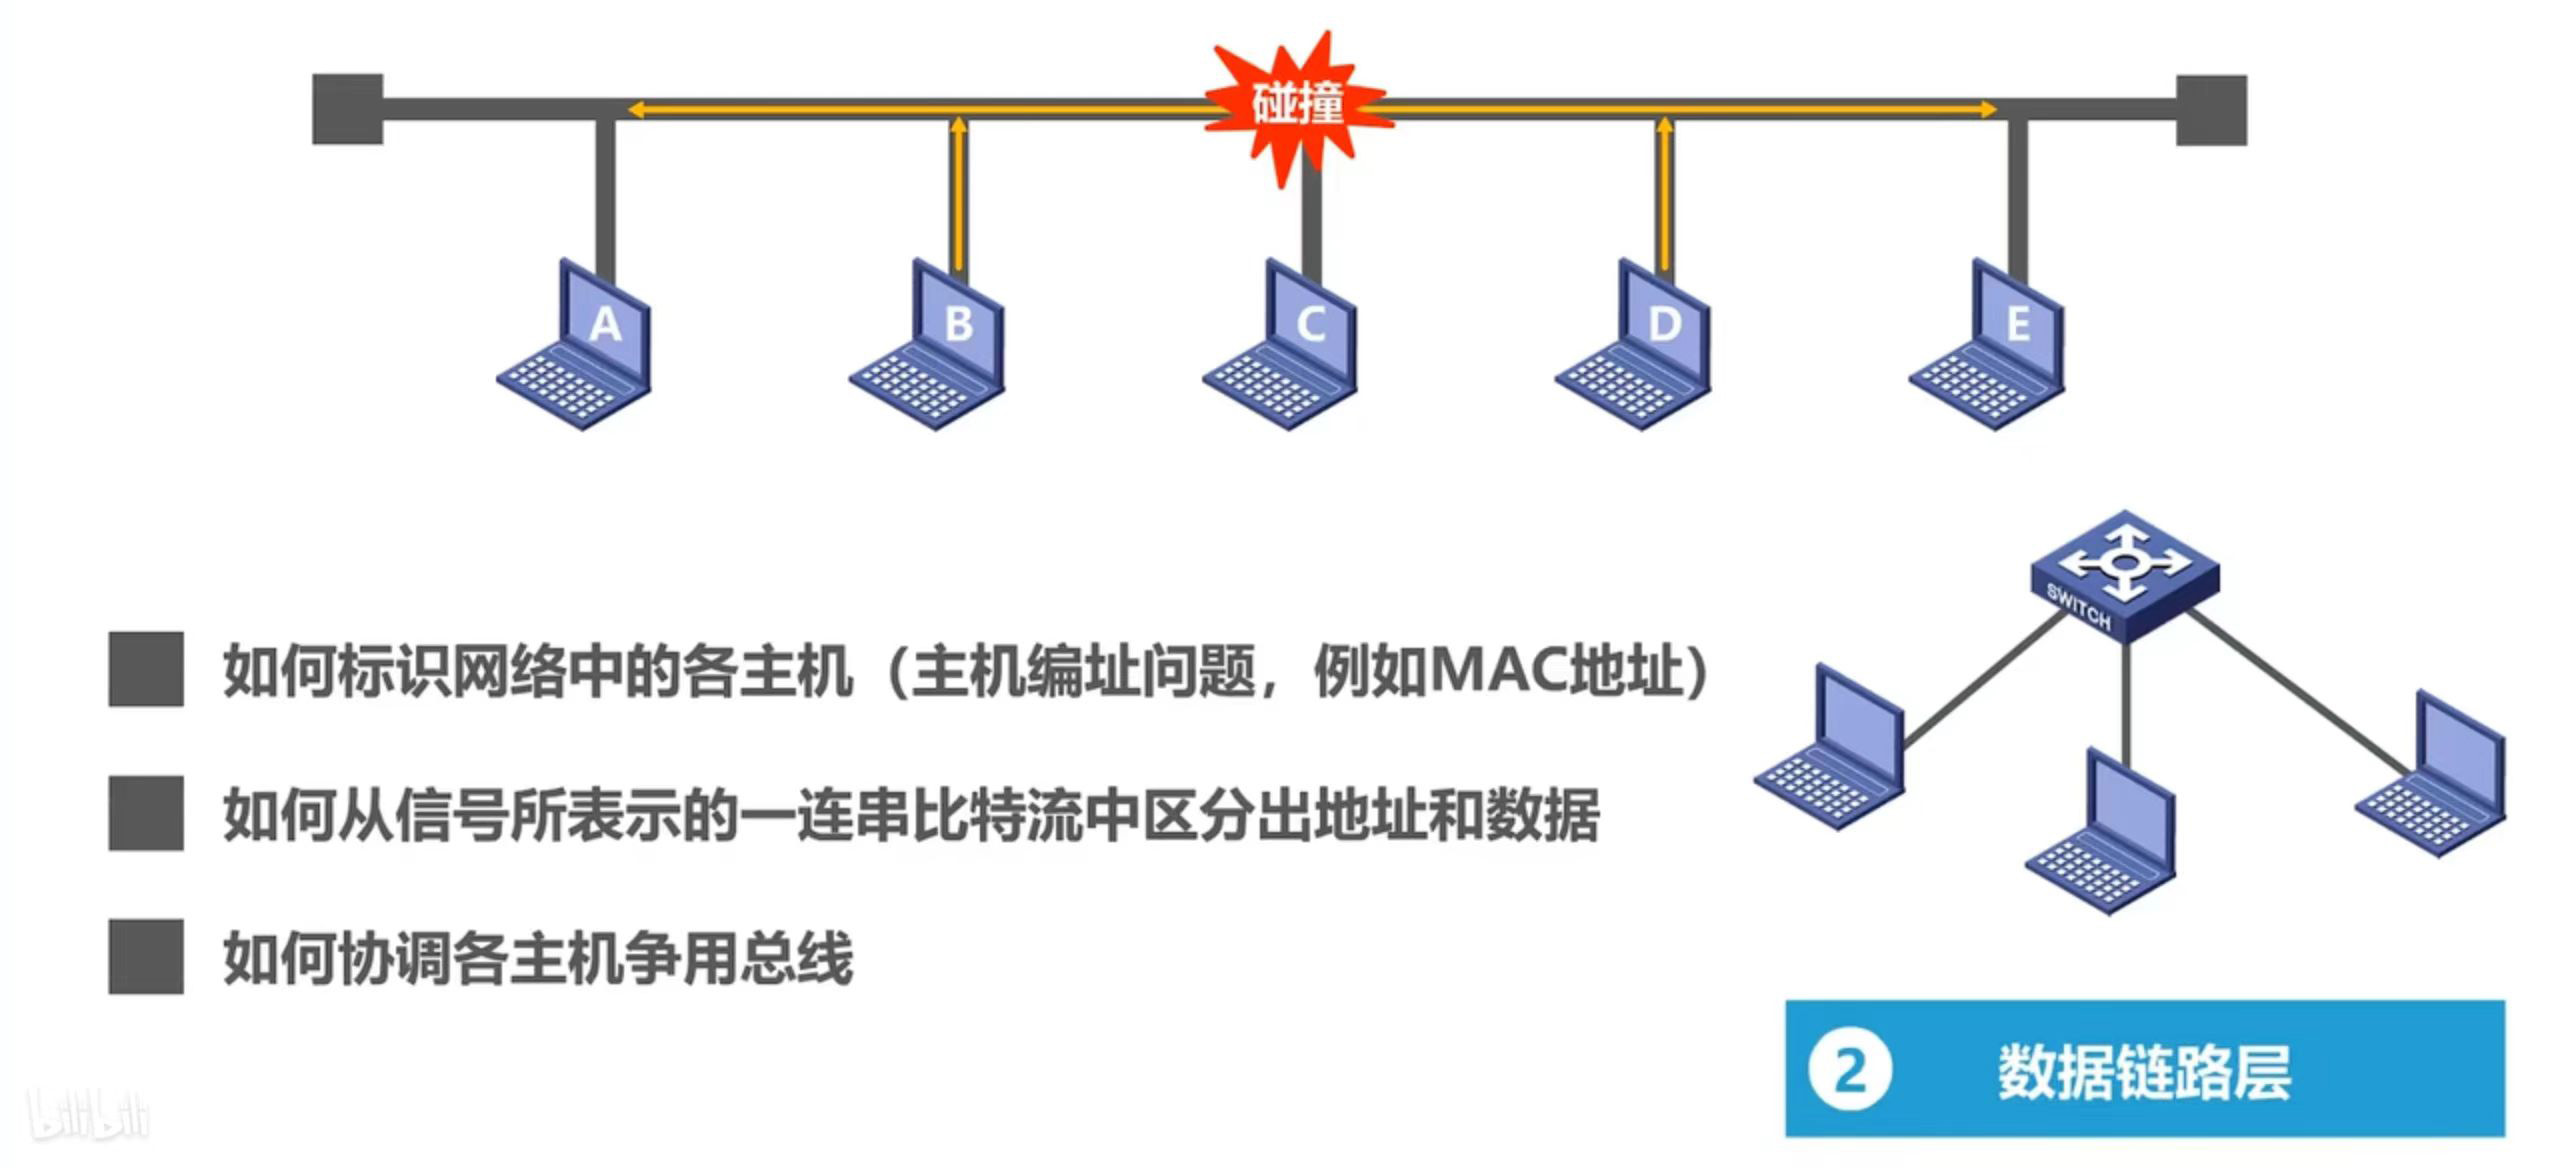 碰撞
A
B
C
D
E
SWITCH
如何标识网络中的各主机（主机编址问题，例如MAC地址）
如何从信号所表示的一连串比特流中区分出地址和数据
如何协调各主机争用总线
2 数据链路层
bilibili